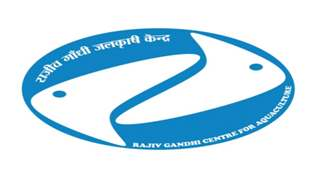 राजीव गाँधी जलकृषि केन्द्र
RAJIV GANDHI CENTRE FOR AQUACULTURE